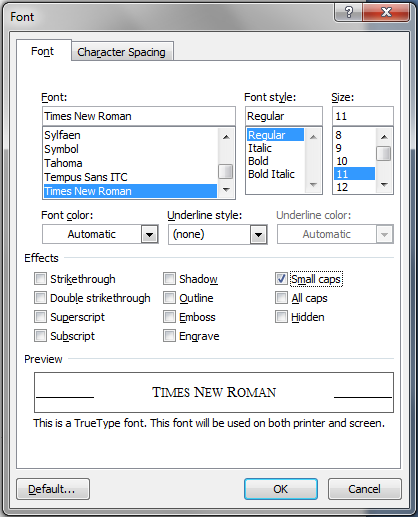 Font
Font Character Spacing
Font: Font style: Size:
Times New Roman Regular 11
Sylfaen Regular 8
Symbol Italic 9
Tahoma Bold 10
Tempus Sans ITC Bold Italic 11
Times New Roman 12
Font color: Underline style: Underline color:
Automatic (none) Automatic
Effects
Strikethrough Shadow Small caps
Double strikethrough Outline All caps
Superscript Emboss Hidden
Subscript Engrave
Preview
TIMES NEW ROMAN
This is a TrueType font. This font will be used on both printer and screen.
Default... OK Cancel